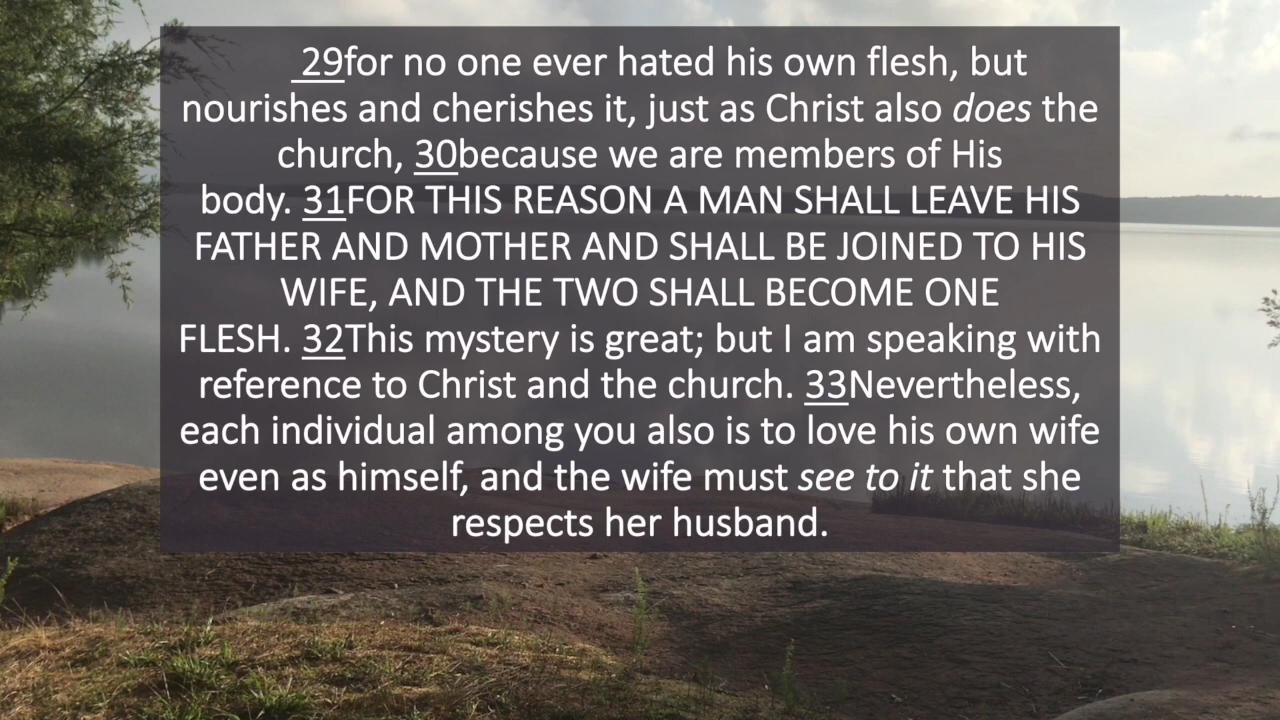 29for no one ever hated his own flesh, but
nourishes and cherishes it, just as Christ also does the
church, 30because we are members of His
body. 31FOR THIS REASON A MAN SHALL LEAVE HIS
FATHER AND MOTHER AND SHALL BE JOINED TO HIS
WIFE, AND THE TWO SHALL BECOME ONE
FLESH. 32This mystery is great; but I am speaking with
reference to Christ and the church. 33Nevertheless,
each individual among you also is to love his own wife
even as himself, and the wife must see to it that she
respects her husband.